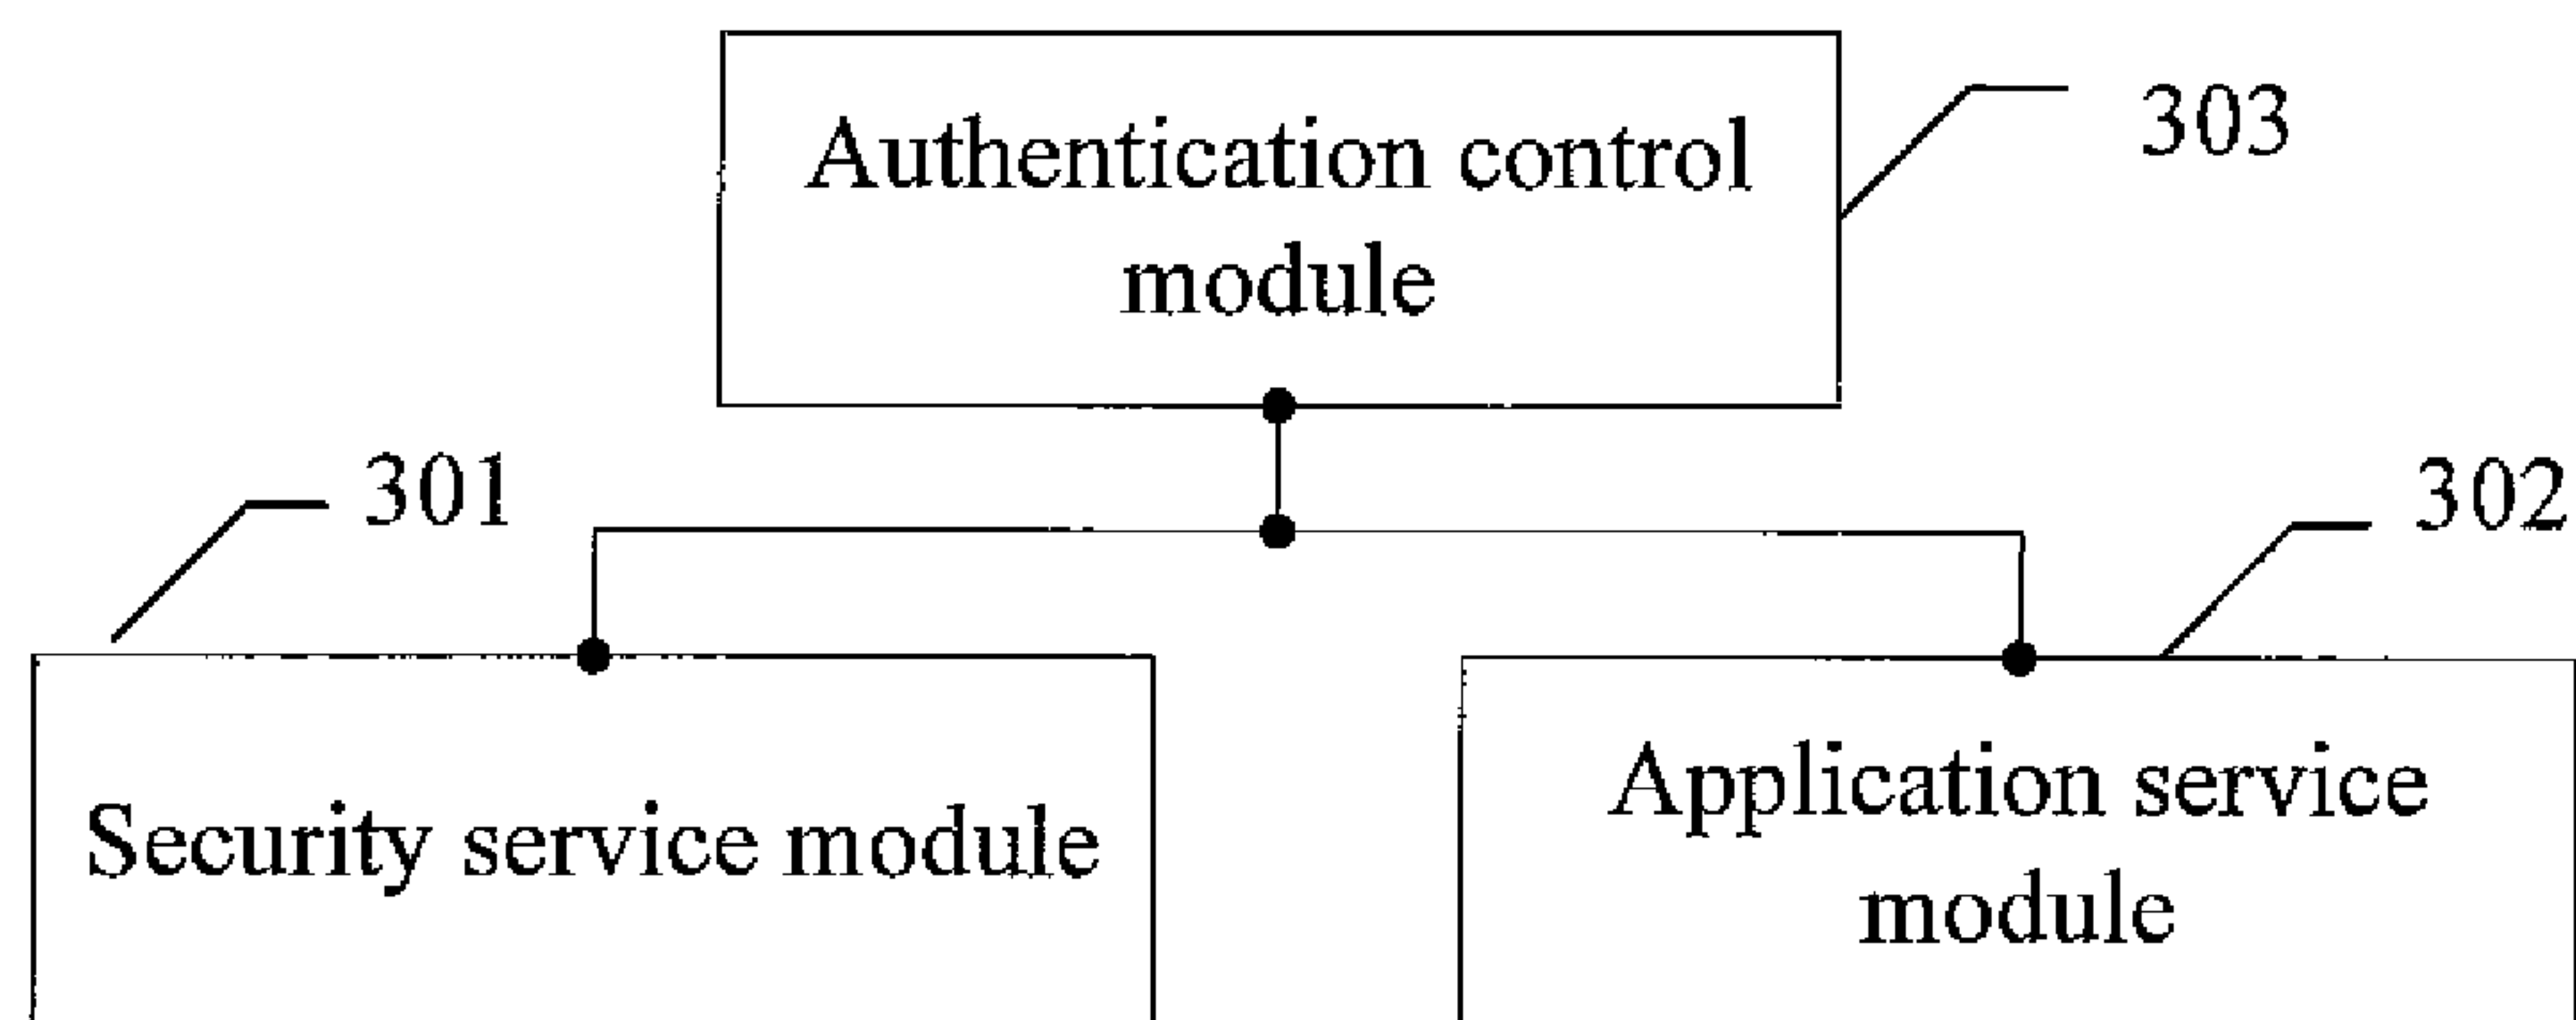 Authentication control
module
303
301
302
Security service module
Application service
module